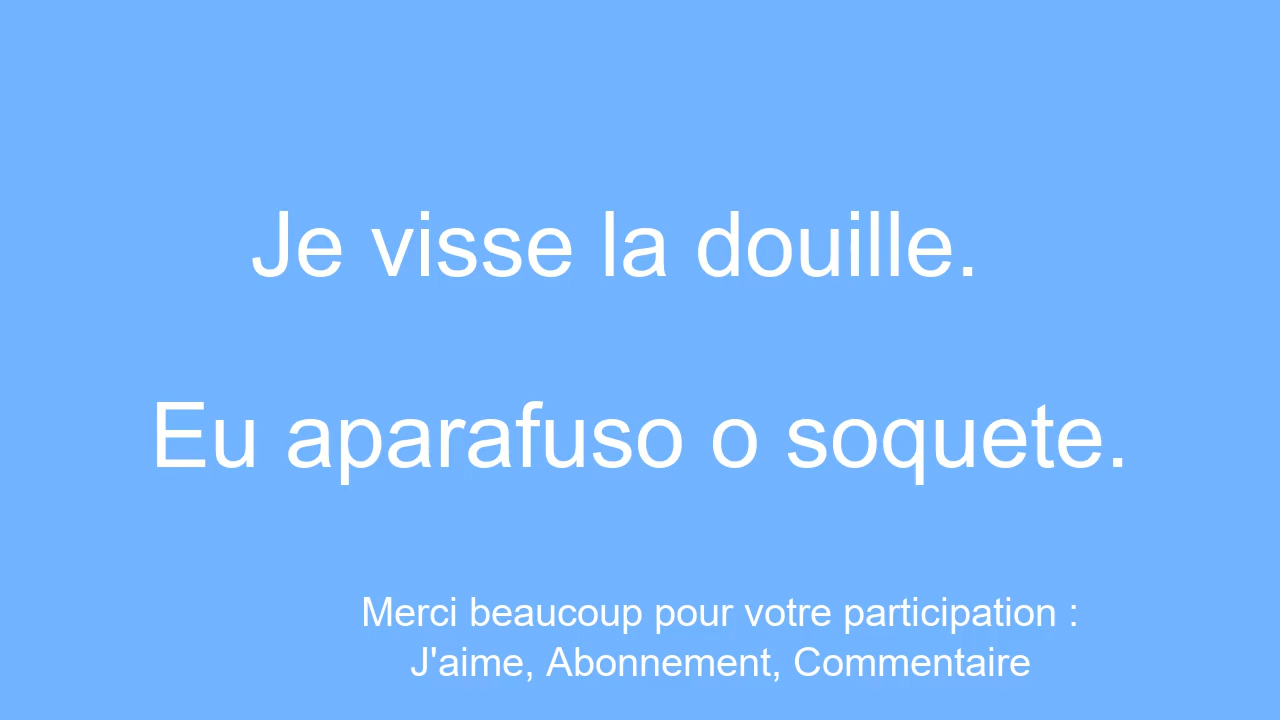 Je visse la douille.
Eu aparafuso o soquete.
Merci beaucoup pour votre participation :
J'aime, Abonnement, Commentaire